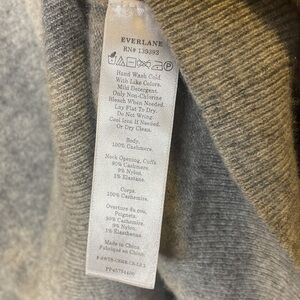 EVERLANE
RN# 139393
Hand Wash Cold.
With Like Colors.
Mild Detergent.
Only Non-Chlorine
Bleach When Needed.
Lay Flat To Dry.
Do Not Wring.
Cool Iron If Needed.
Or Dry Clean.
Body.
100% Cashmere.
Neck Opening, Cuffs
90% Cashmere.
9% Nylon.
1% Elastane.
Corps.
100% Cachemire.
Ouverture du cou,
Poignets.
90% Cachemire.
9% Nylon.
1% Elasthanne.
Made in China
Fabriqué en Chine